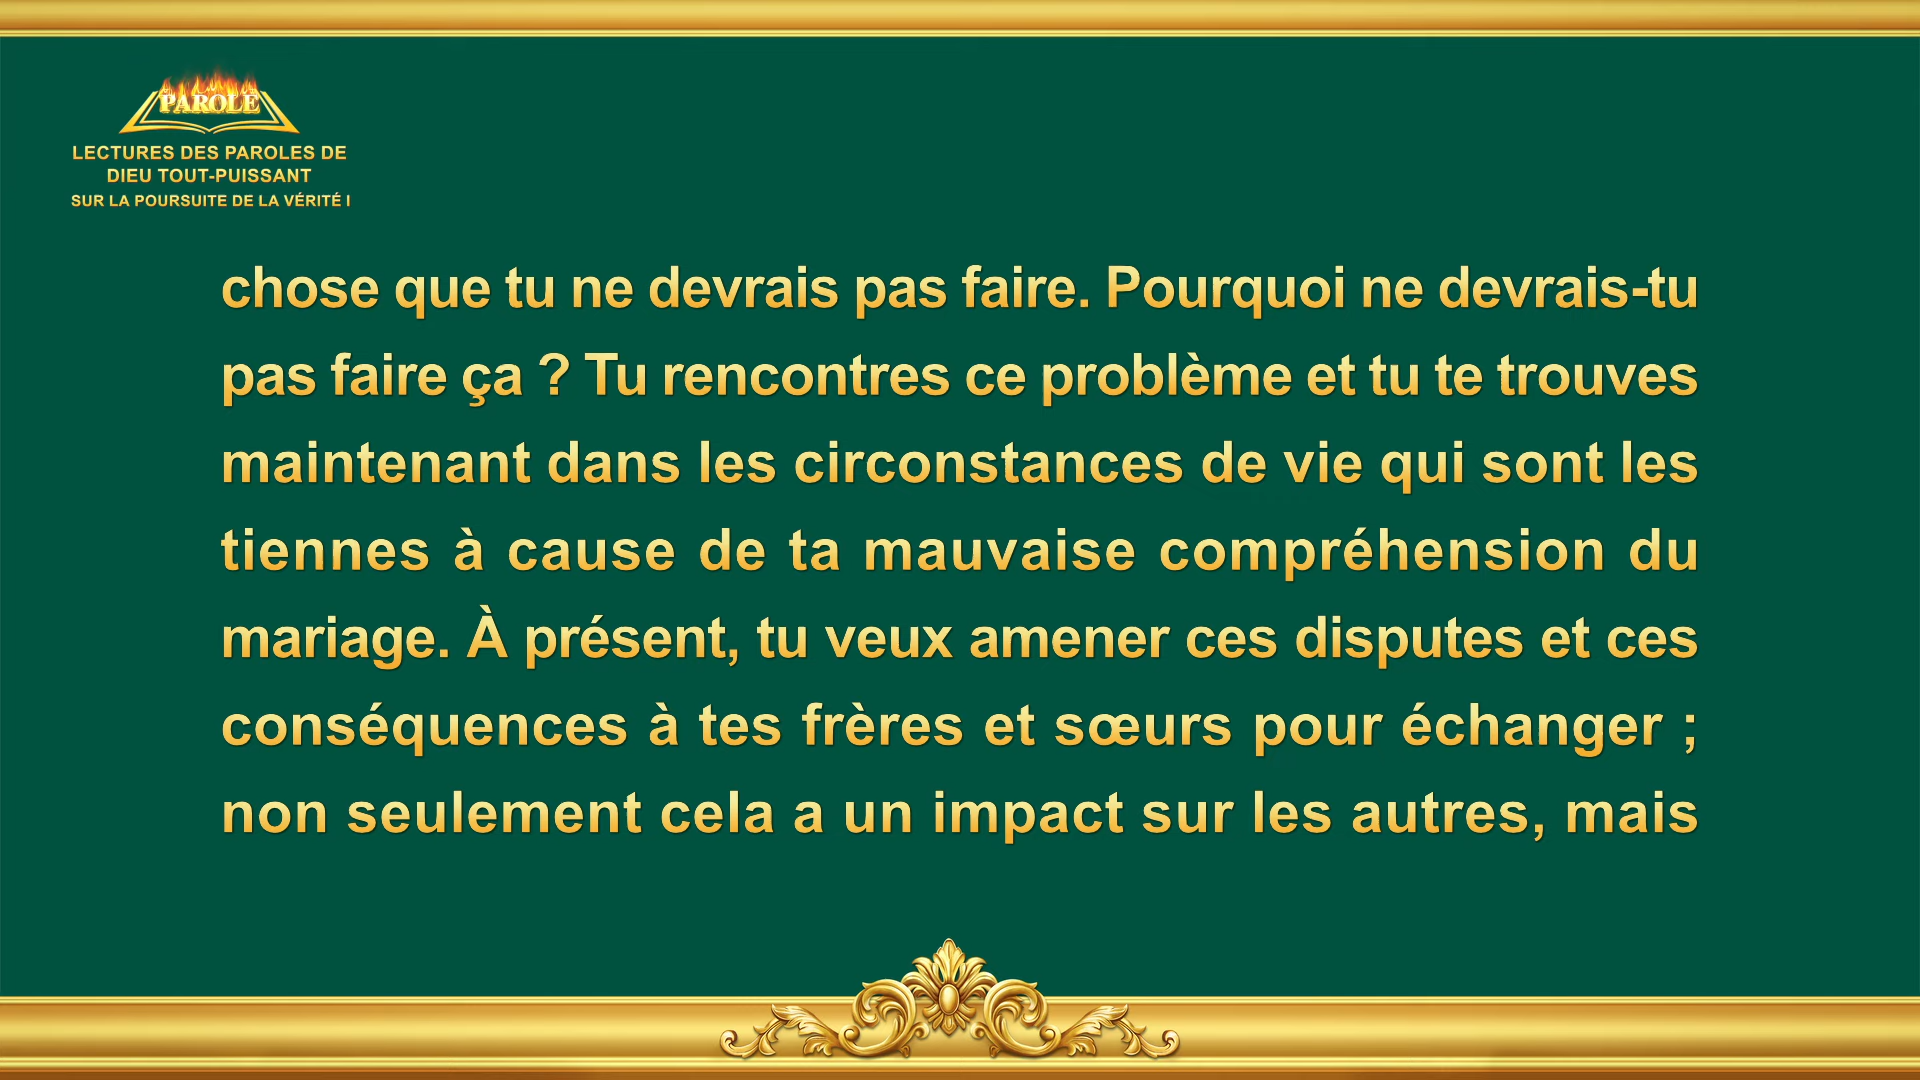 PAROLE
LECTURES DES PAROLES DE
DIEU TOUT-PUISSANT
SUR LA POURSUITE DE LA VÉRITÉ I
chose que tu ne devrais pas faire. Pourquoi ne devrais-tu
pas faire ça ? Tu rencontres ce problème et tu te trouves
maintenant dans les circonstances de vie qui sont les
tiennes à cause de ta mauvaise compréhension du
mariage. À présent, tu veux amener ces disputes et ces
conséquences à tes frères et sœurs pour échanger ;
non seulement cela a un impact sur les autres, mais